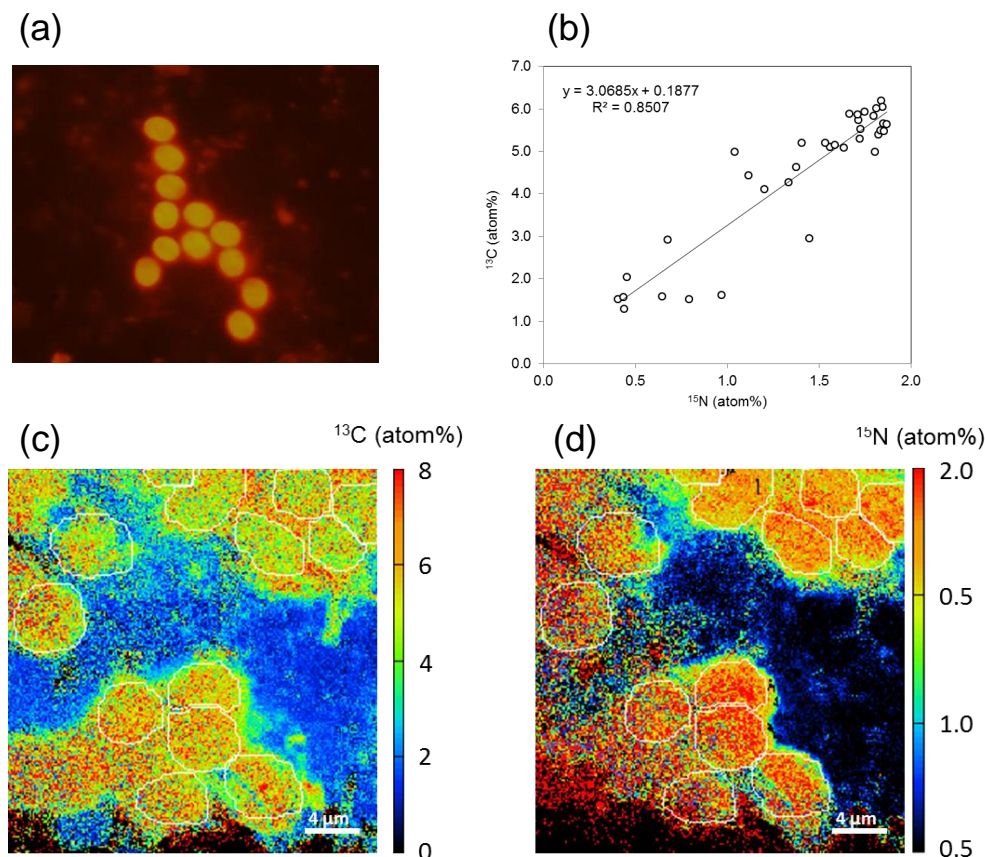 (a)
(b)
7.0
6.0
5.0
4.0
3.0
2.0
1.0
0.0
y = 3.0685x + 0.1877
R² = 0.8507
¹³C (atom%)
0.0
0.5
1.0
1.5
2.0
¹⁵N (atom%)
(c)
¹³C (atom%)
8
6
4
2
0
4 µm
(d)
¹⁵N (atom%)
2.0
0.5
1.0
0.5
1
4 µm